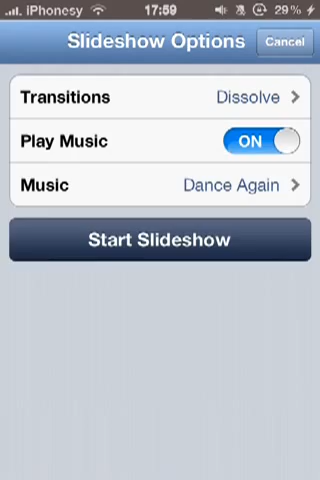 iPhonesy 17:59 29%
Slideshow Options Cancel
Transitions Dissolve
Play Music ON
Music Dance Again
Start Slideshow